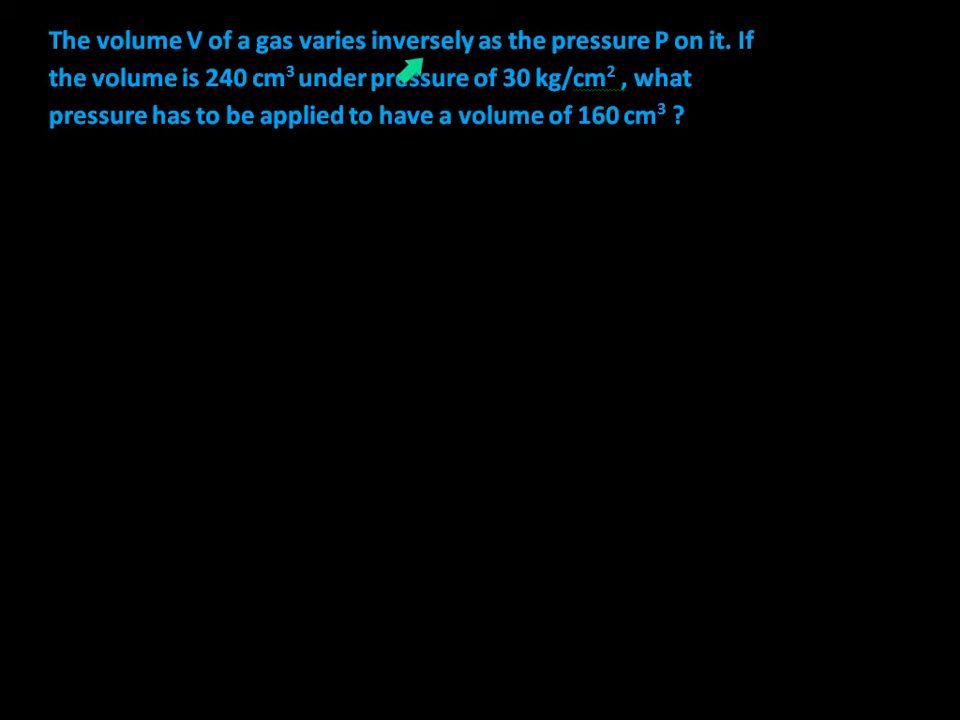 The volume V of a gas varies inversely as the pressure P on it. If
the volume is 240 cm³ under pressure of 30 kg/cm² , what
pressure has to be applied to have a volume of 160 cm³ ?